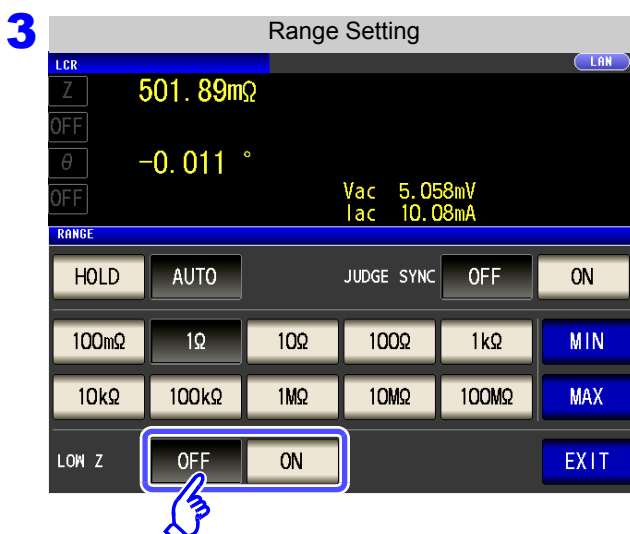 3
Range Setting
LCR
LAN
Z 501.89mΩ
OFF
θ -0.011 °
OFF
Vac 5.058mV
Iac 10.08mA
RANGE
HOLD AUTO JUDGE SYNC OFF ON
100mΩ 1Ω 10Ω 100Ω 1kΩ MIN
10kΩ 100kΩ 1MΩ 10MΩ 100MΩ MAX
LOW Z OFF ON EXIT